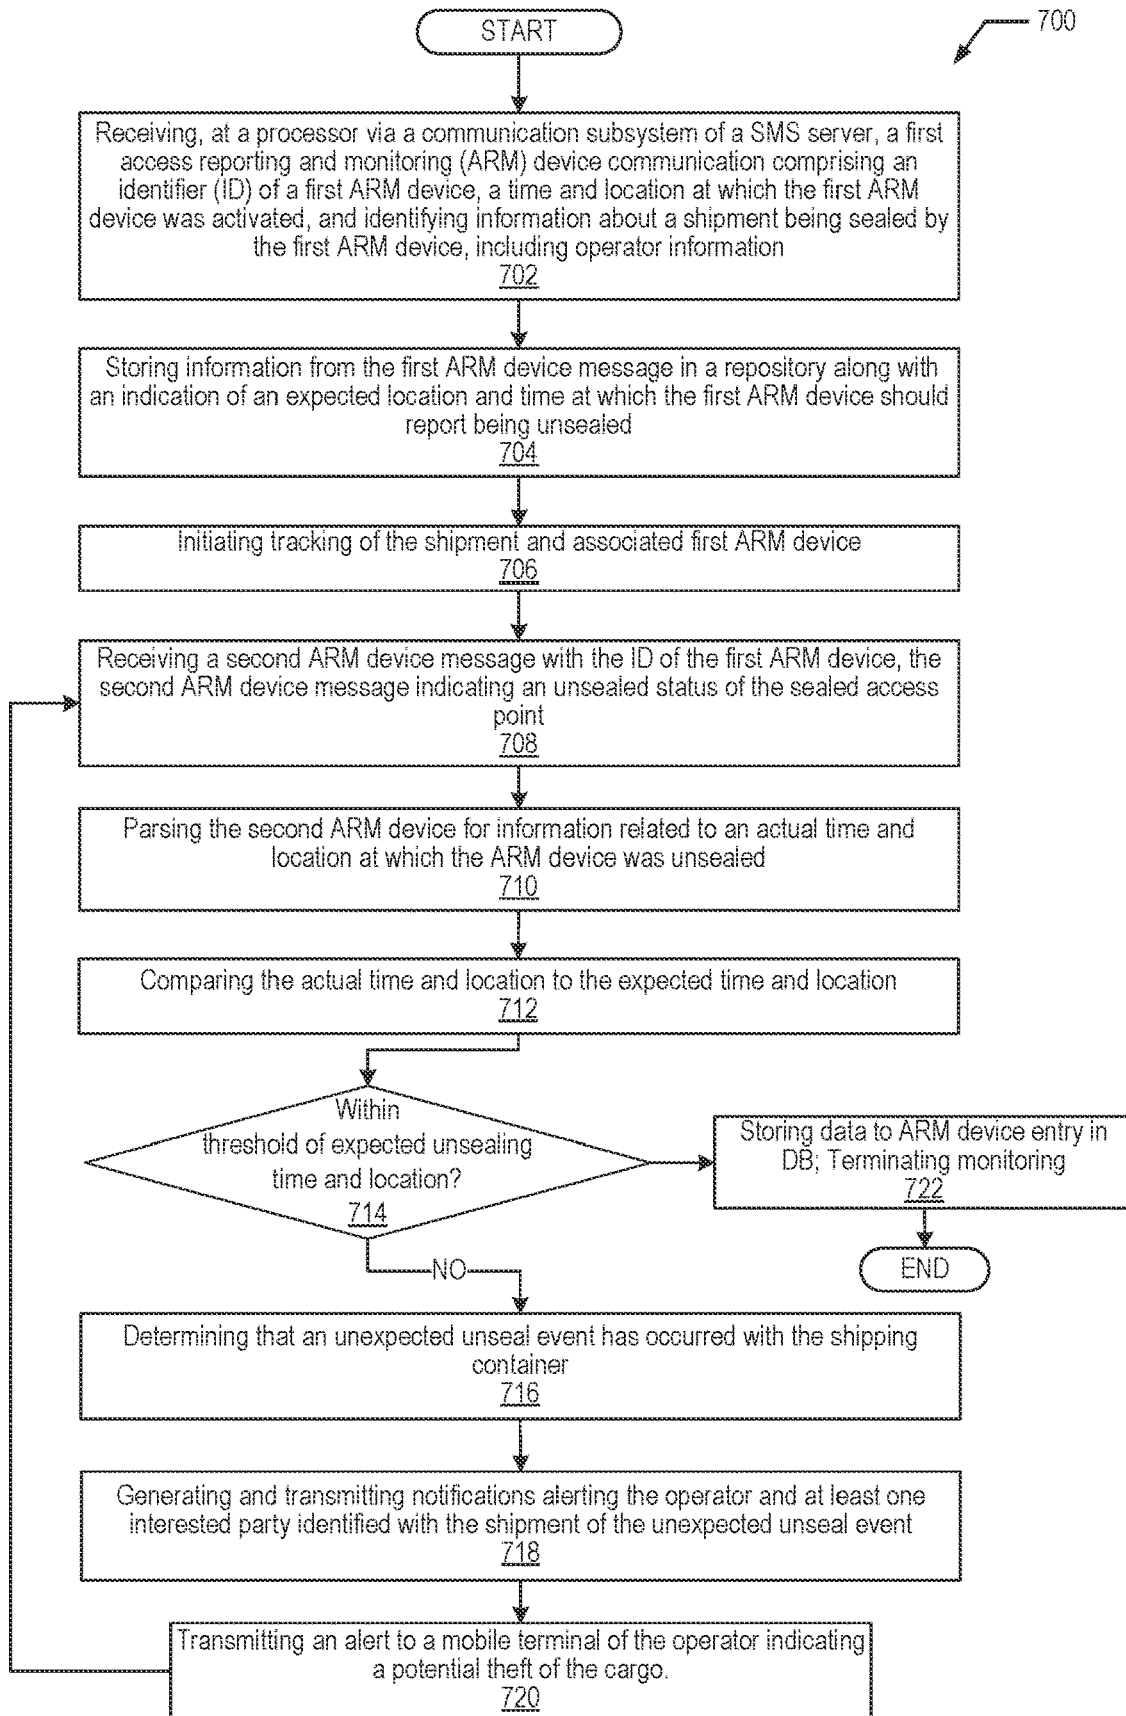 START
700
Receiving, at a processor via a communication subsystem of a SMS server, a first
access reporting and monitoring (ARM) device communication comprising an
identifier (ID) of a first ARM device, a time and location at which the first ARM
device was activated, and identifying information about a shipment being sealed by
the first ARM device, including operator information
702
Storing information from the first ARM device message in a repository along with
an indication of an expected location and time at which the first ARM device should
report being unsealed
704
Initiating tracking of the shipment and associated first ARM device
706
Receiving a second ARM device message with the ID of the first ARM device, the
second ARM device message indicating an unsealed status of the sealed access
point
708
Parsing the second ARM device for information related to an actual time and
location at which the ARM device was unsealed
710
Comparing the actual time and location to the expected time and location
712
Within
threshold of expected unsealing
time and location?
714
Storing data to ARM device entry in
DB; Terminating monitoring
722
END
NO
Determining that an unexpected unseal event has occurred with the shipping
container
716
Generating and transmitting notifications alerting the operator and at least one
interested party identified with the shipment of the unexpected unseal event
718
Transmitting an alert to a mobile terminal of the operator indicating
a potential theft of the cargo.
720